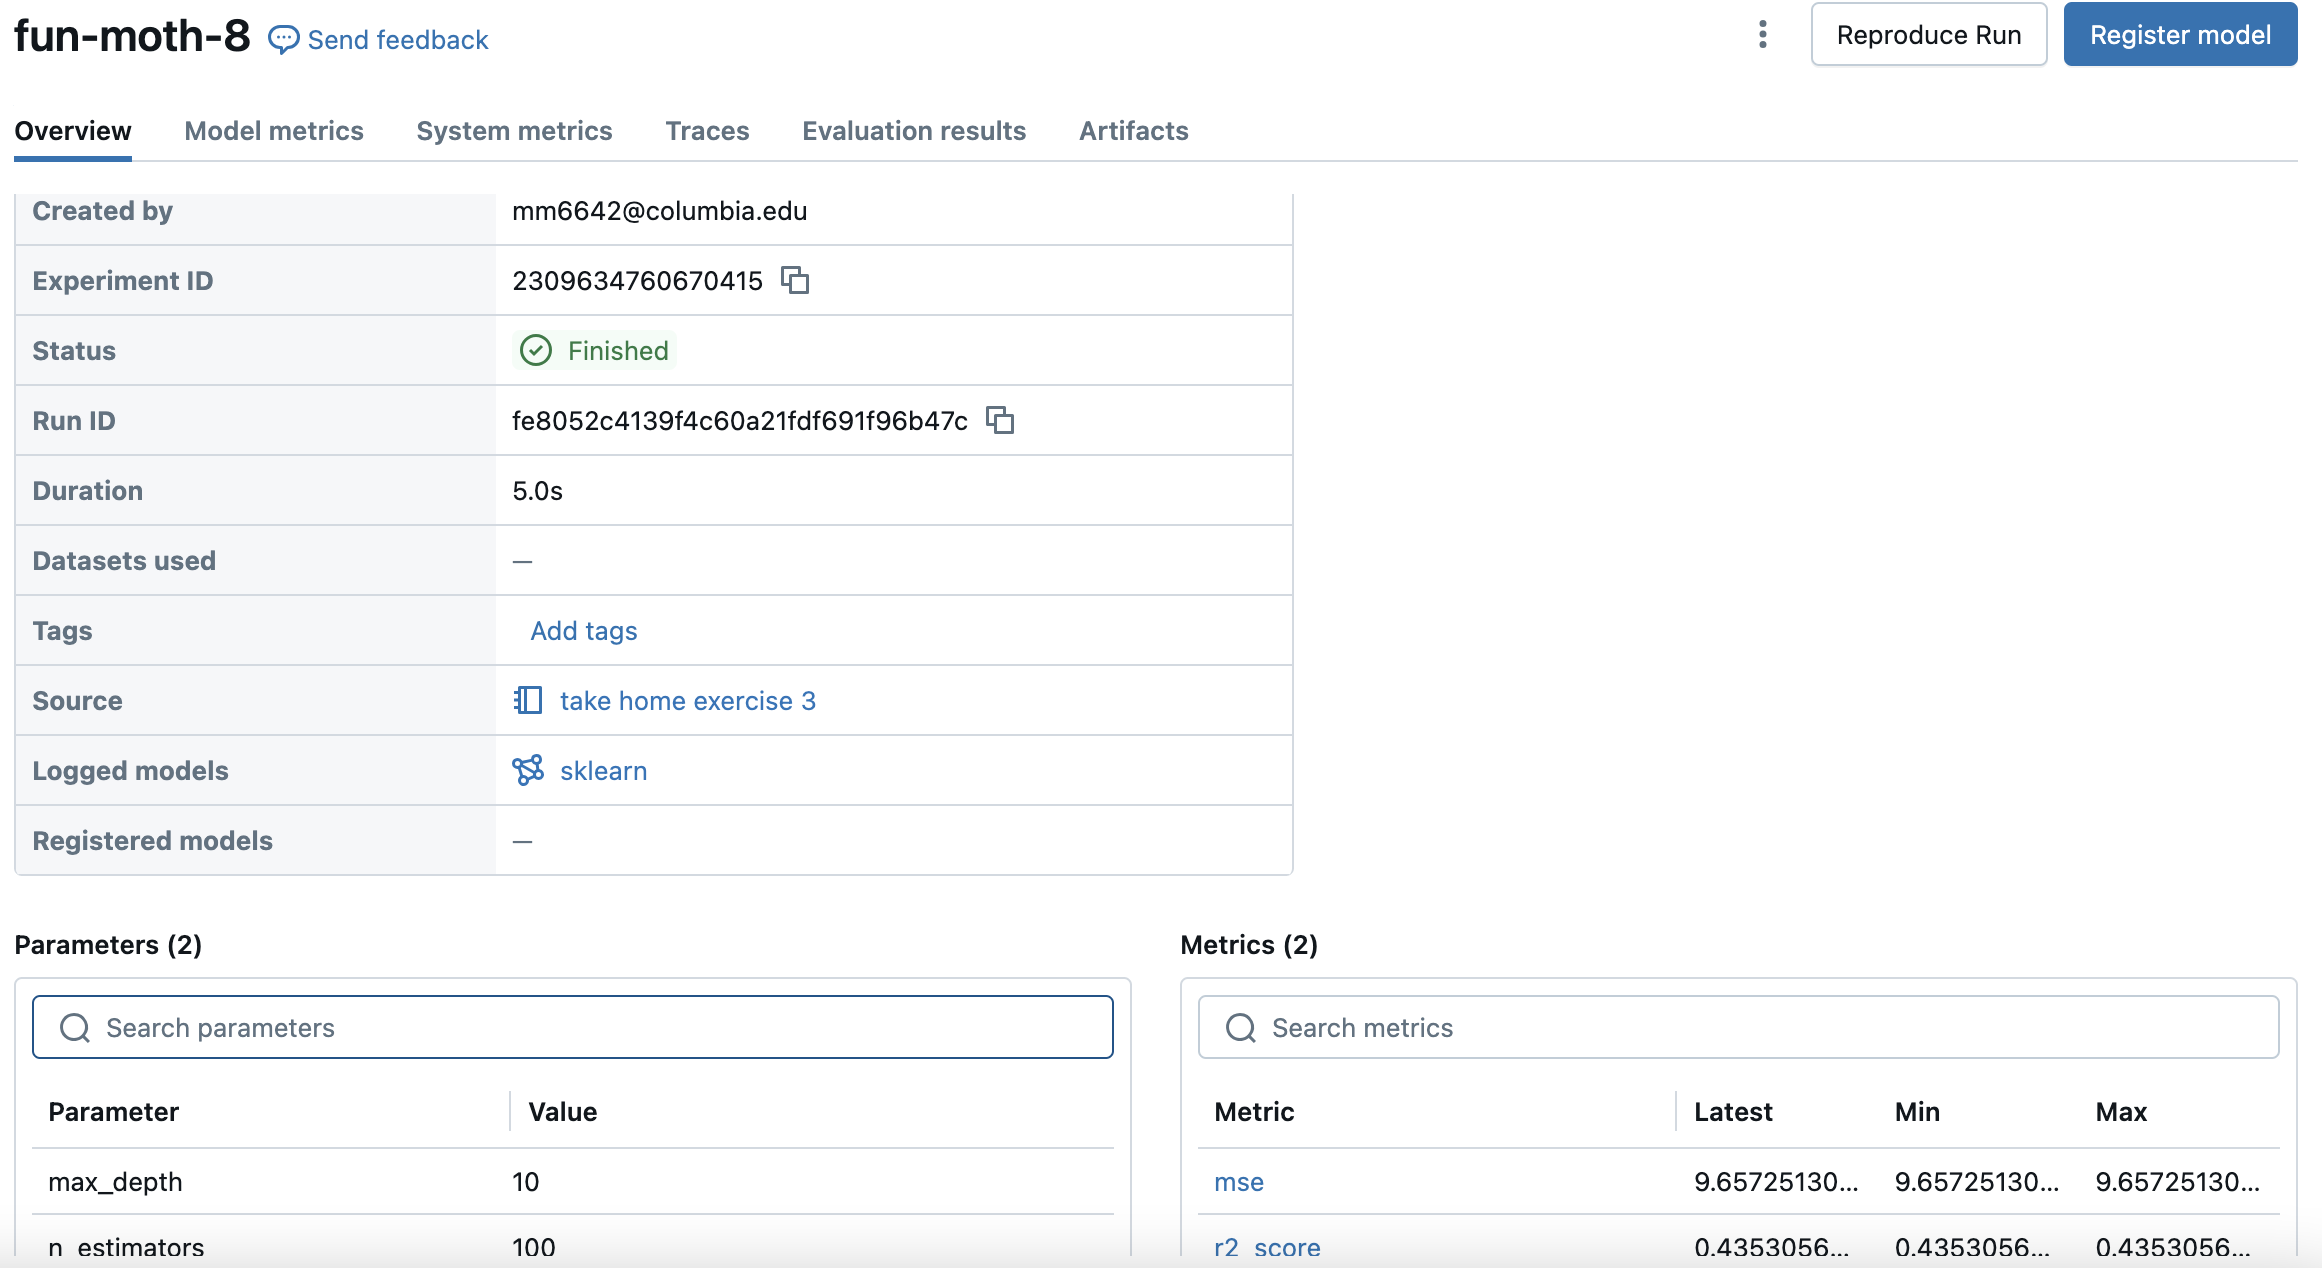 fun-moth-8 Send feedback Reproduce Run Register model
Overview Model metrics System metrics Traces Evaluation results Artifacts
Created by mm6642@columbia.edu
Experiment ID 2309634760670415
Status Finished
Run ID fe8052c4139f4c60a21fdf691f96b47c
Duration 5.0s
Datasets used —
Tags Add tags
Source take home exercise 3
Logged models sklearn
Registered models —
Parameters (2)
Search parameters
Parameter Value
max_depth 10
n_estimators 100
Metrics (2)
Search metrics
Metric Latest Min Max
mse 9.65725130... 9.65725130... 9.65725130...
r2_score 0.4353056... 0.4353056... 0.4353056...